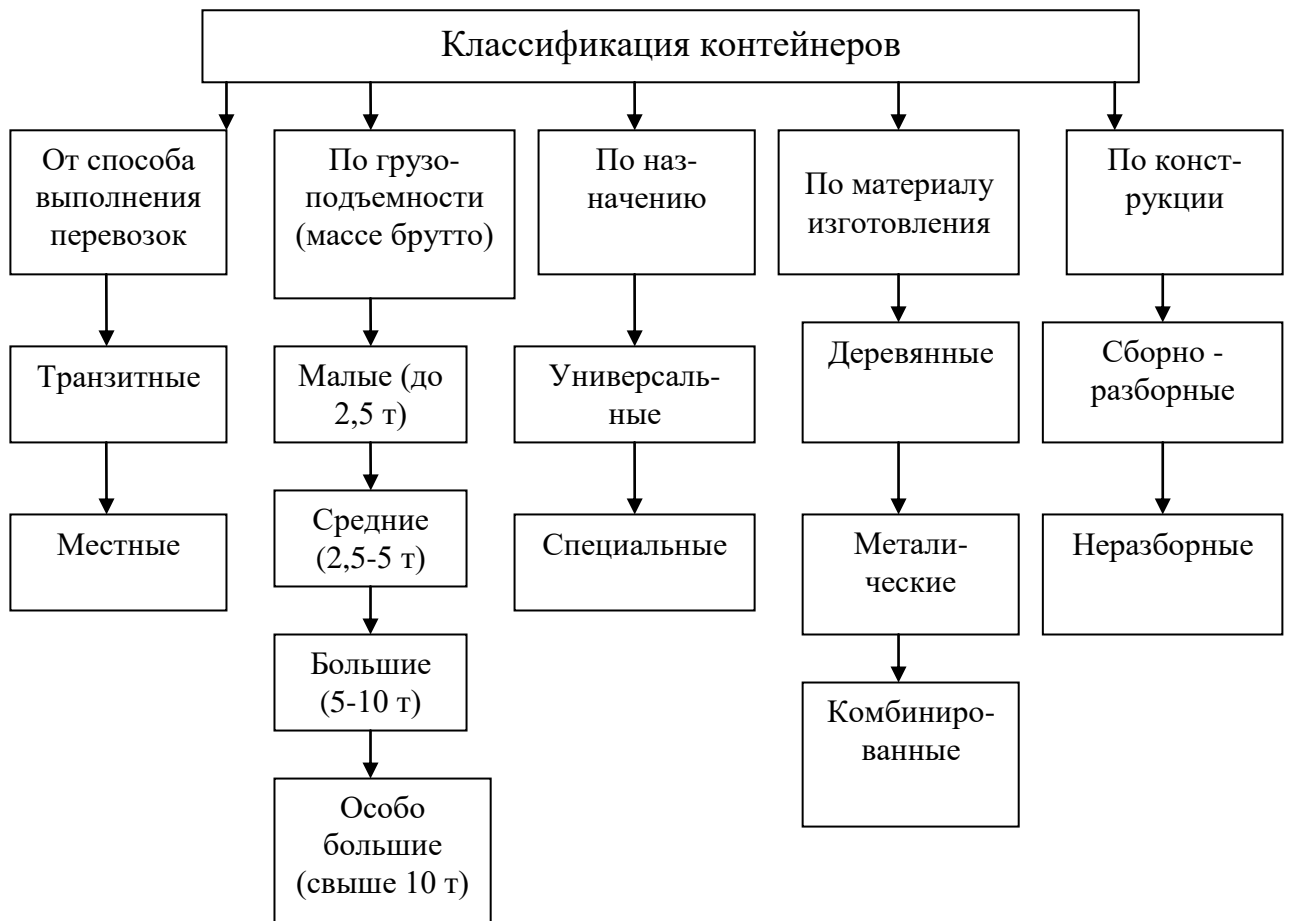 Классификация контейнеров
От способа
выполнения
перевозок
По грузо-
подъемности
(массе брутто)
По наз-
начению
По материалу
изготовления
По конст-
рукции
Транзитные
Малые (до
2,5 т)
Универсаль-
ные
Деревянные
Сборно -
разборные
Местные
Средние
(2,5-5 т)
Специальные
Метали-
ческие
Неразборные
Большие
(5-10 т)
Комбиниро-
ванные
Особо
большие
(свыше 10 т)